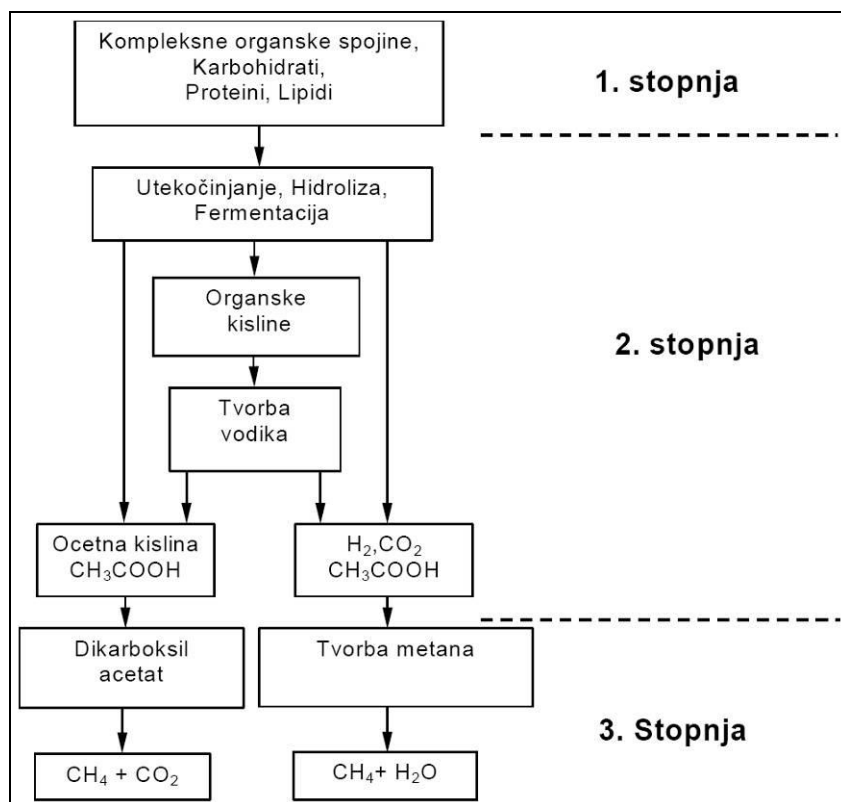 Kompleksne organske spojine,
Karbohidrati,
Proteini, Lipidi
1. stopnja
Utekočinjanje, Hidroliza,
Fermentacija
Organske
kisline
2. stopnja
Tvorba
vodika
Ocetna kislina
CH₃COOH
H₂,CO₂
CH₃COOH
Dikarboksil
acetat
Tvorba metana
3. Stopnja
CH₄ + CO₂
CH₄+ H₂O